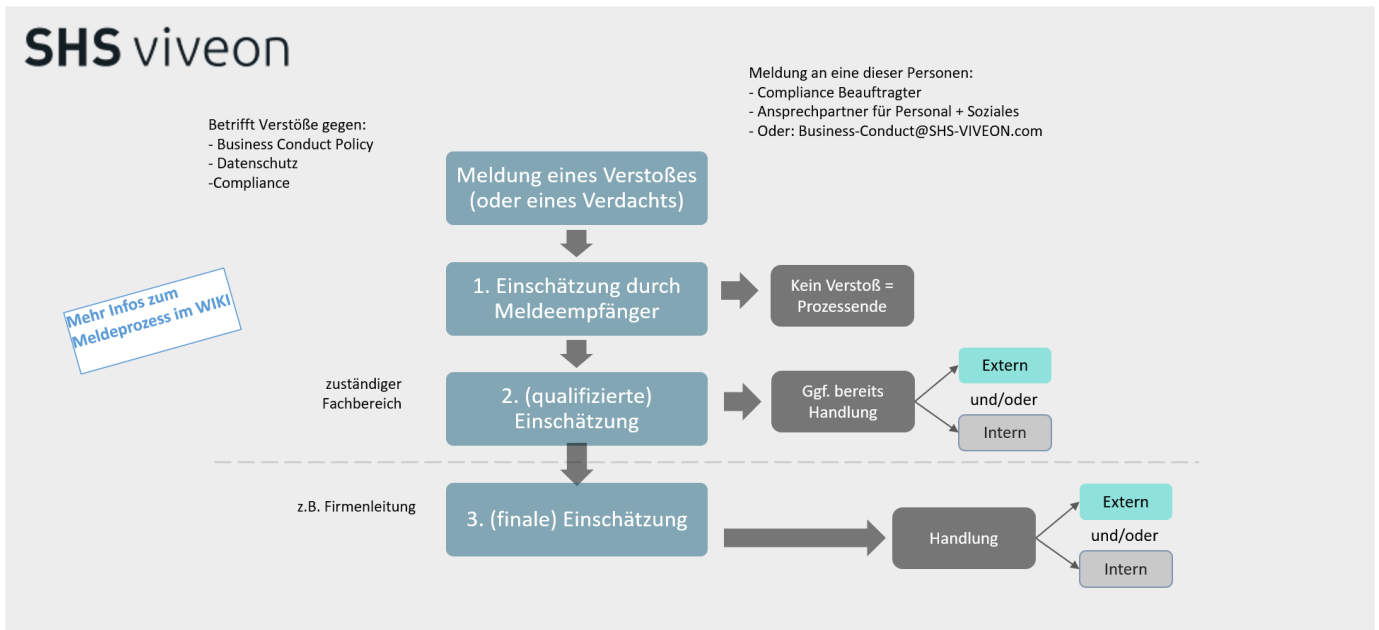 SHS viveon
Meldung an eine dieser Personen:
- Compliance Beauftragter
- Ansprechpartner für Personal + Soziales
- Oder: Business-Conduct@SHS-VIVEON.com
Betrifft Verstöße gegen:
- Business Conduct Policy
- Datenschutz
-Compliance
Meldung eines Verstoßes
(oder eines Verdachts)
1. Einschätzung durch
Meldeempfänger
Kein Verstoß =
Prozessende
Mehr Infos zum
Meldeprozess im WIKI
zuständiger
Fachbereich
2. (qualifizierte)
Einschätzung
Ggf. bereits
Handlung
Extern
und/oder
Intern
z.B. Firmenleitung
3. (finale) Einschätzung
Handlung
Extern
und/oder
Intern